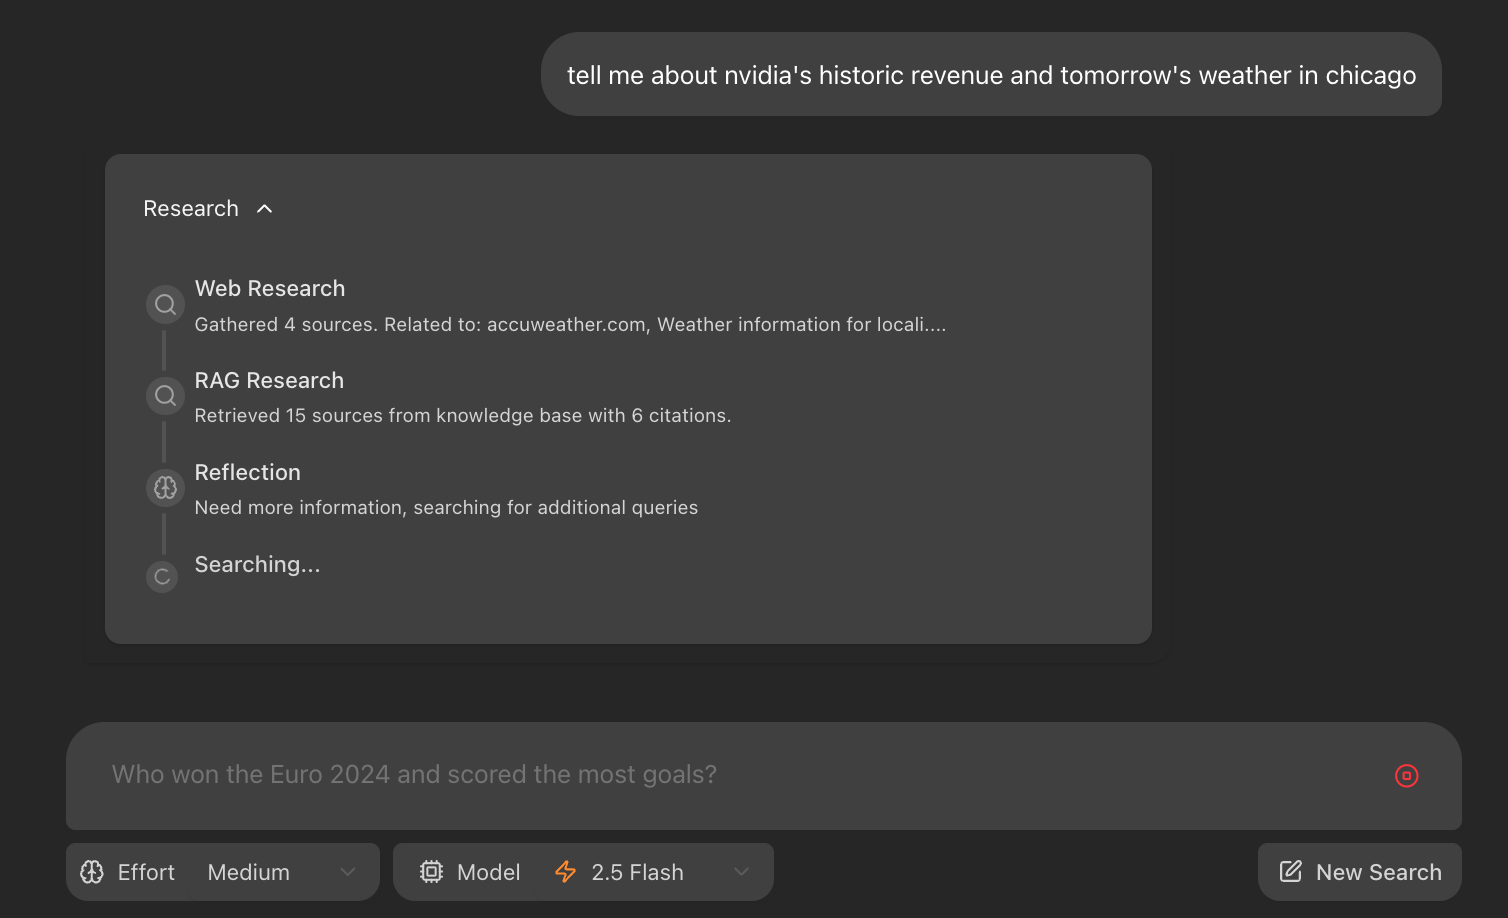 tell me about nvidia's historic revenue and tomorrow's weather in chicago
Research
Web Research
Gathered 4 sources. Related to: accuweather.com, Weather information for locali....
RAG Research
Retrieved 15 sources from knowledge base with 6 citations.
Reflection
Need more information, searching for additional queries
Searching...
Who won the Euro 2024 and scored the most goals?
Effort Medium Model 2.5 Flash New Search